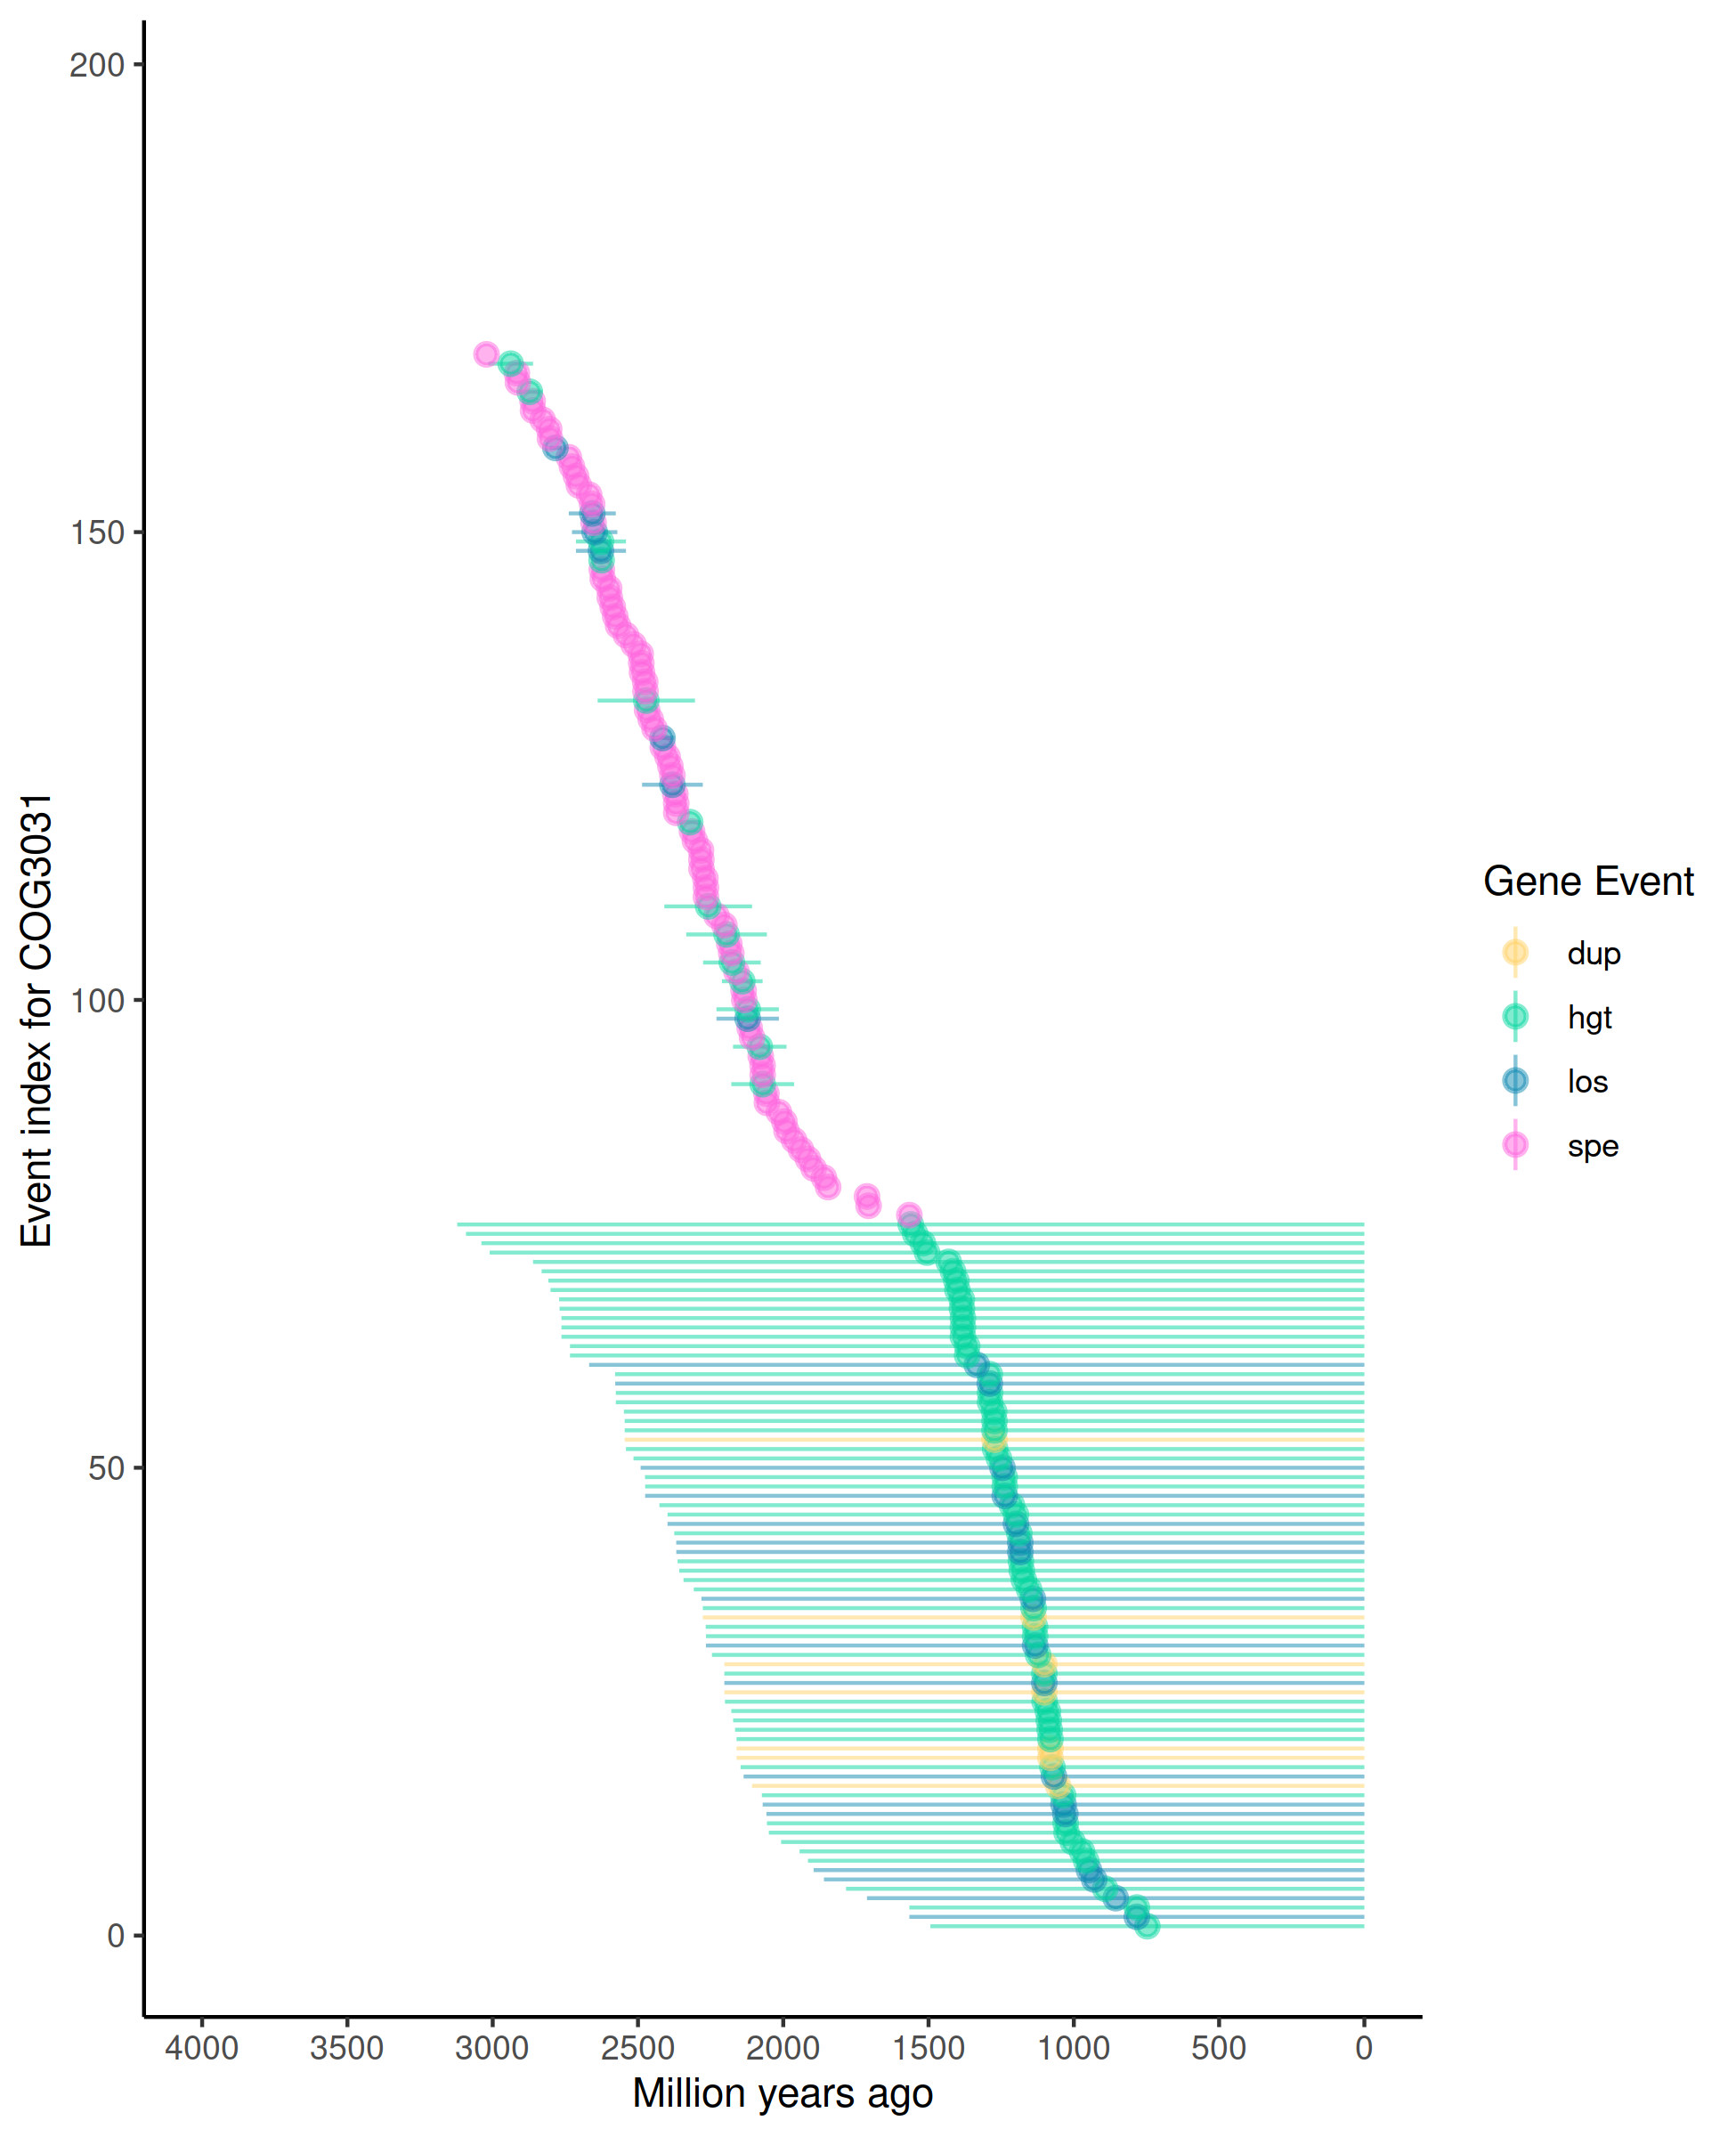 200
150
100
50
0
Event index for COG3031
4000 3500 3000 2500 2000 1500 1000 500 0
Million years ago
Gene Event
dup
hgt
los
spe